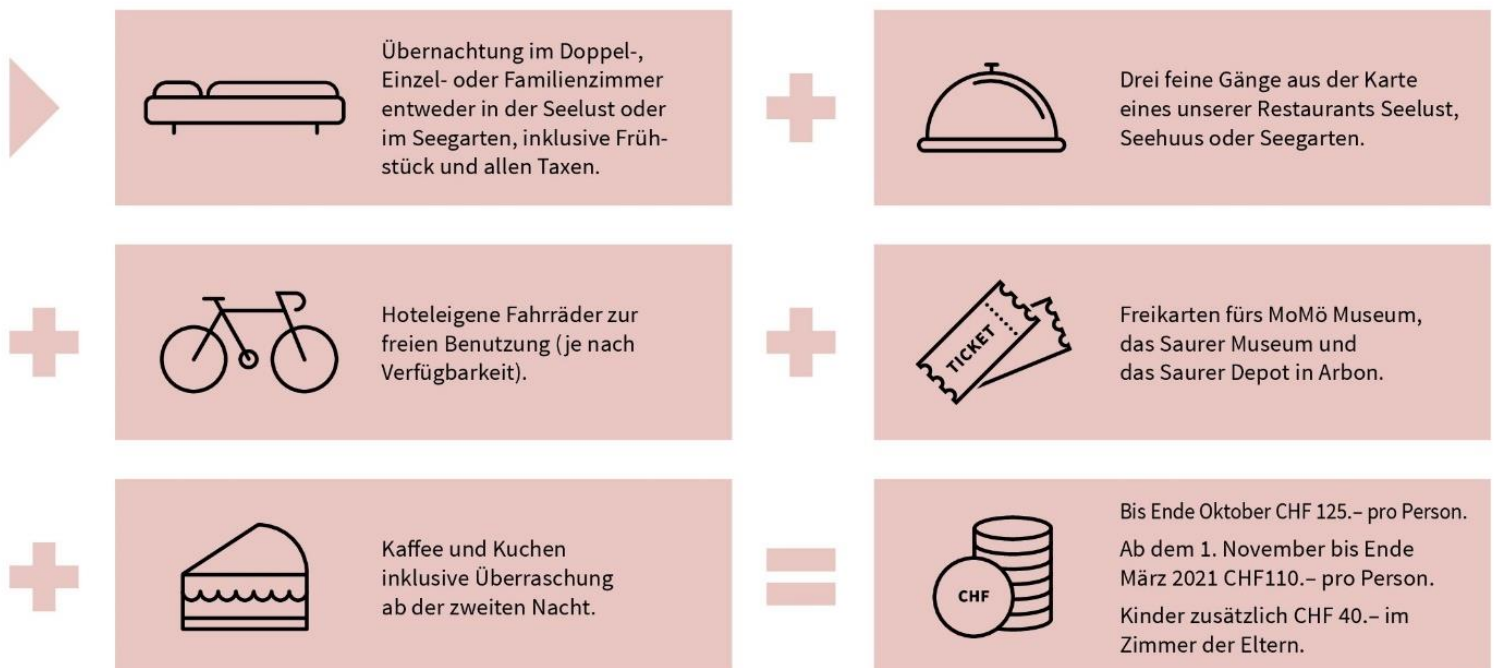 Übernachtung im Doppel-,
Einzel- oder Familienzimmer
entweder in der Seelust oder
im Seegarten, inklusive Früh-
stück und allen Taxen.
Drei feine Gänge aus der Karte
eines unserer Restaurants Seelust,
Seehuus oder Seegarten.
Hoteleigene Fahrräder zur
freien Benutzung (je nach
Verfügbarkeit).
TICKET
Freikarten fürs MoMö Museum,
das Saurer Museum und
das Saurer Depot in Arbon.
Kaffee und Kuchen
inklusive Überraschung
ab der zweiten Nacht.
CHF
Bis Ende Oktober CHF 125.– pro Person.
Ab dem 1. November bis Ende
März 2021 CHF110.– pro Person.
Kinder zusätzlich CHF 40.– im
Zimmer der Eltern.